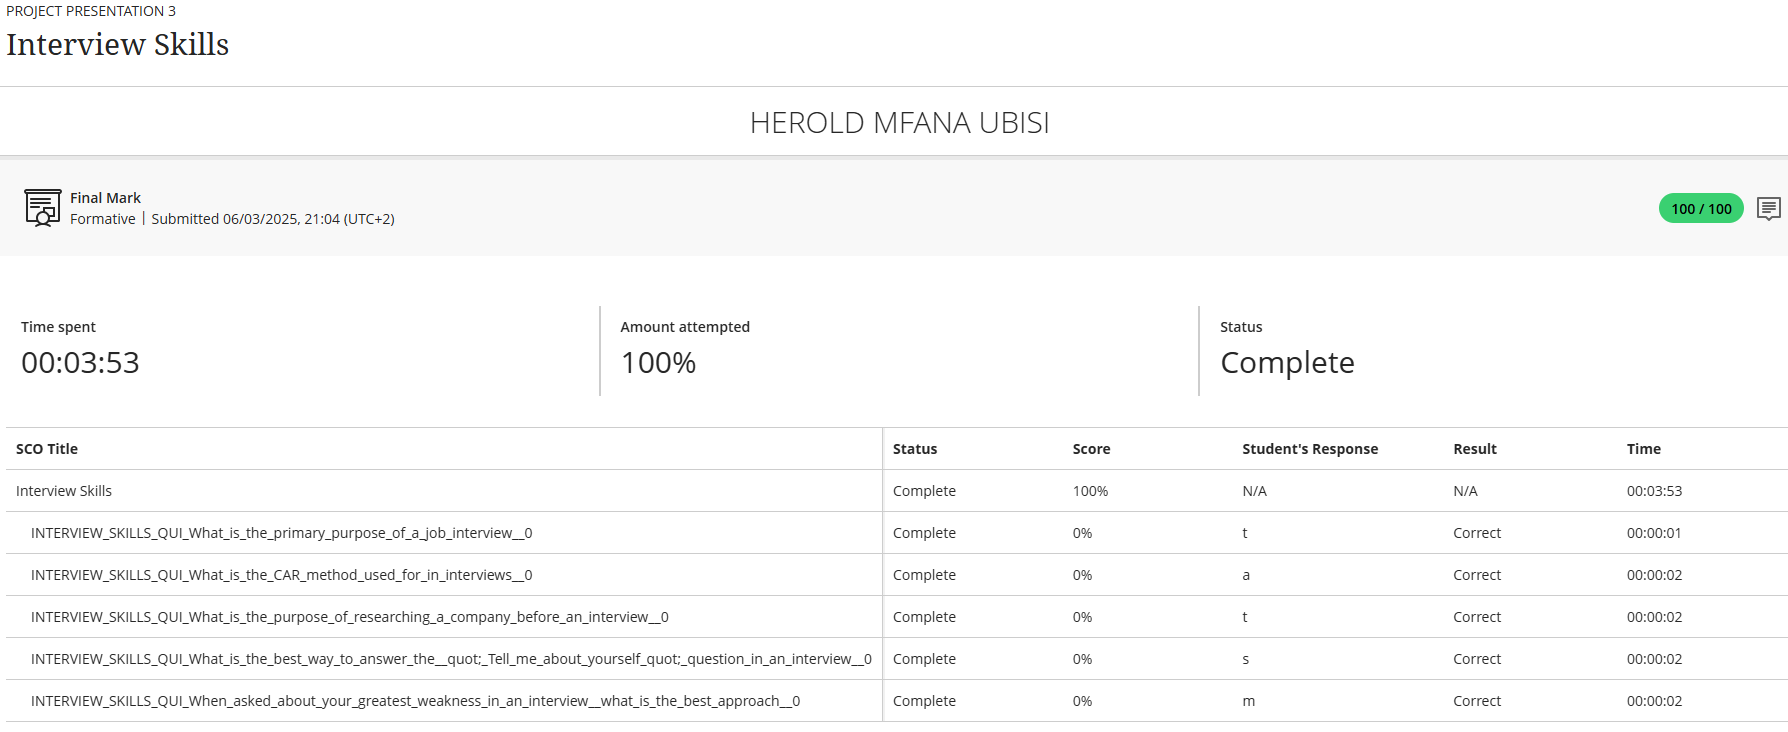 PROJECT PRESENTATION 3
Interview Skills
HEROLD MFANA UBISI
Final Mark
Formative | Submitted 06/03/2025, 21:04 (UTC+2)
100 / 100
Time spent
00:03:53
Amount attempted
100%
Status
Complete
SCO Title Status Score Student's Response Result Time
Interview Skills Complete 100% N/A N/A 00:03:53
INTERVIEW_SKILLS_QUI_What_is_the_primary_purpose_of_a_job_interview__0 Complete 0% t Correct 00:00:01
INTERVIEW_SKILLS_QUI_What_is_the_CAR_method_used_for_in_interviews__0 Complete 0% a Correct 00:00:02
INTERVIEW_SKILLS_QUI_What_is_the_purpose_of_researching_a_company_before_an_interview__0 Complete 0% t Correct 00:00:02
INTERVIEW_SKILLS_QUI_What_is_the_best_way_to_answer_the__quot;_Tell_me_about_yourself_quot;_question_in_an_interview__0 Complete 0% s Correct 00:00:02
INTERVIEW_SKILLS_QUI_When_asked_about_your_greatest_weakness_in_an_interview__what_is_the_best_approach__0 Complete 0% m Correct 00:00:02